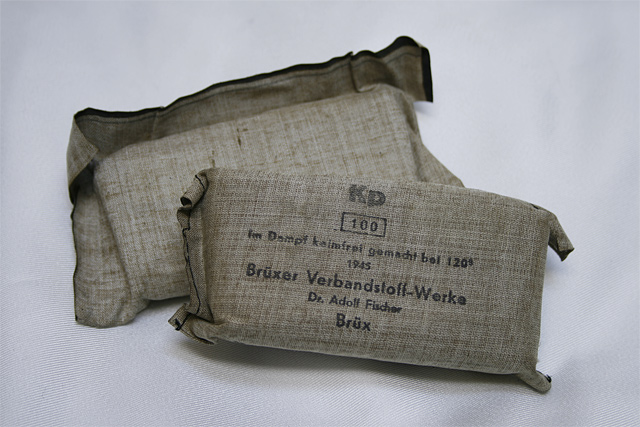 Kp
100
Im Dampf keimfrei gemacht bei 120°
1945
Brüxer Verbandstoff-Werke
Dr. Adolf Fischer
Brüx